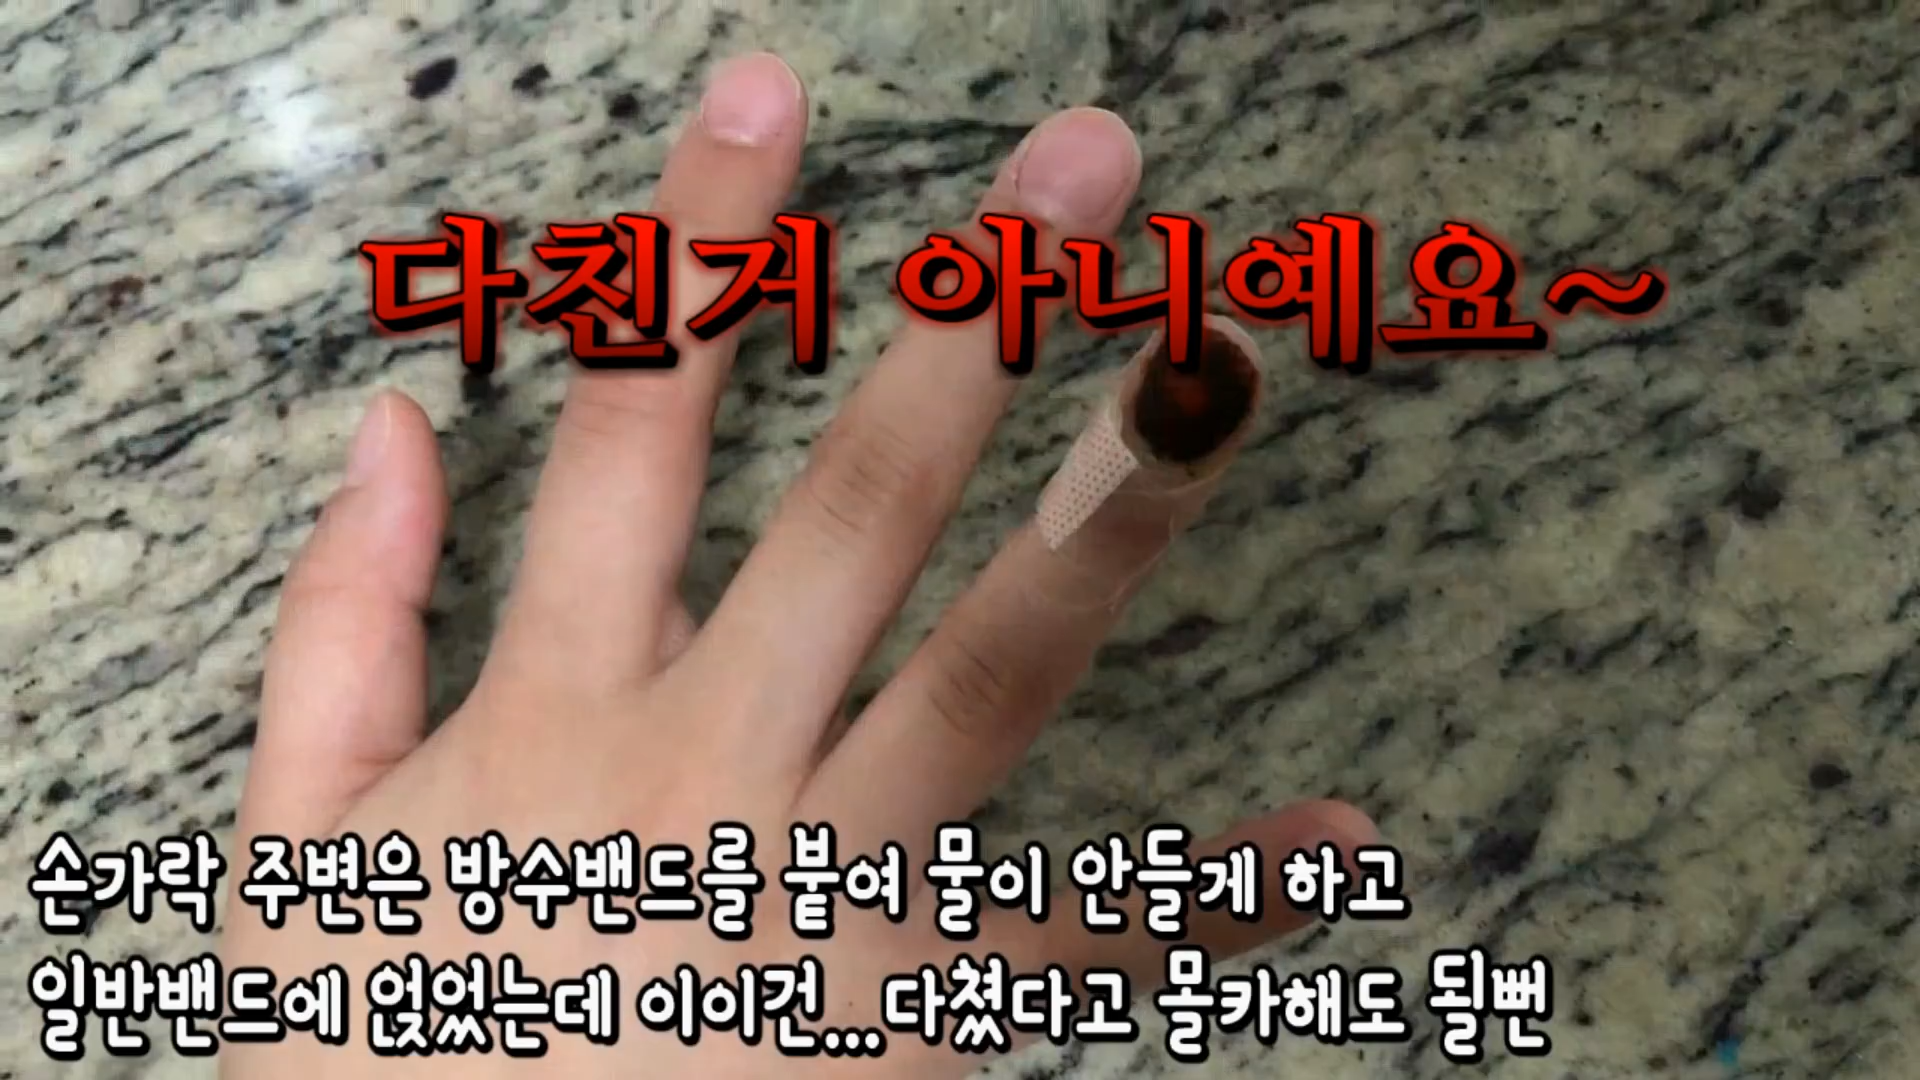 다친거 아니예요~
손가락 주변은 방수밴드를 붙여 물이 안들게 하고
일반밴드에 얹었는데 이이건...다쳤다고 몰카해도 될뻔